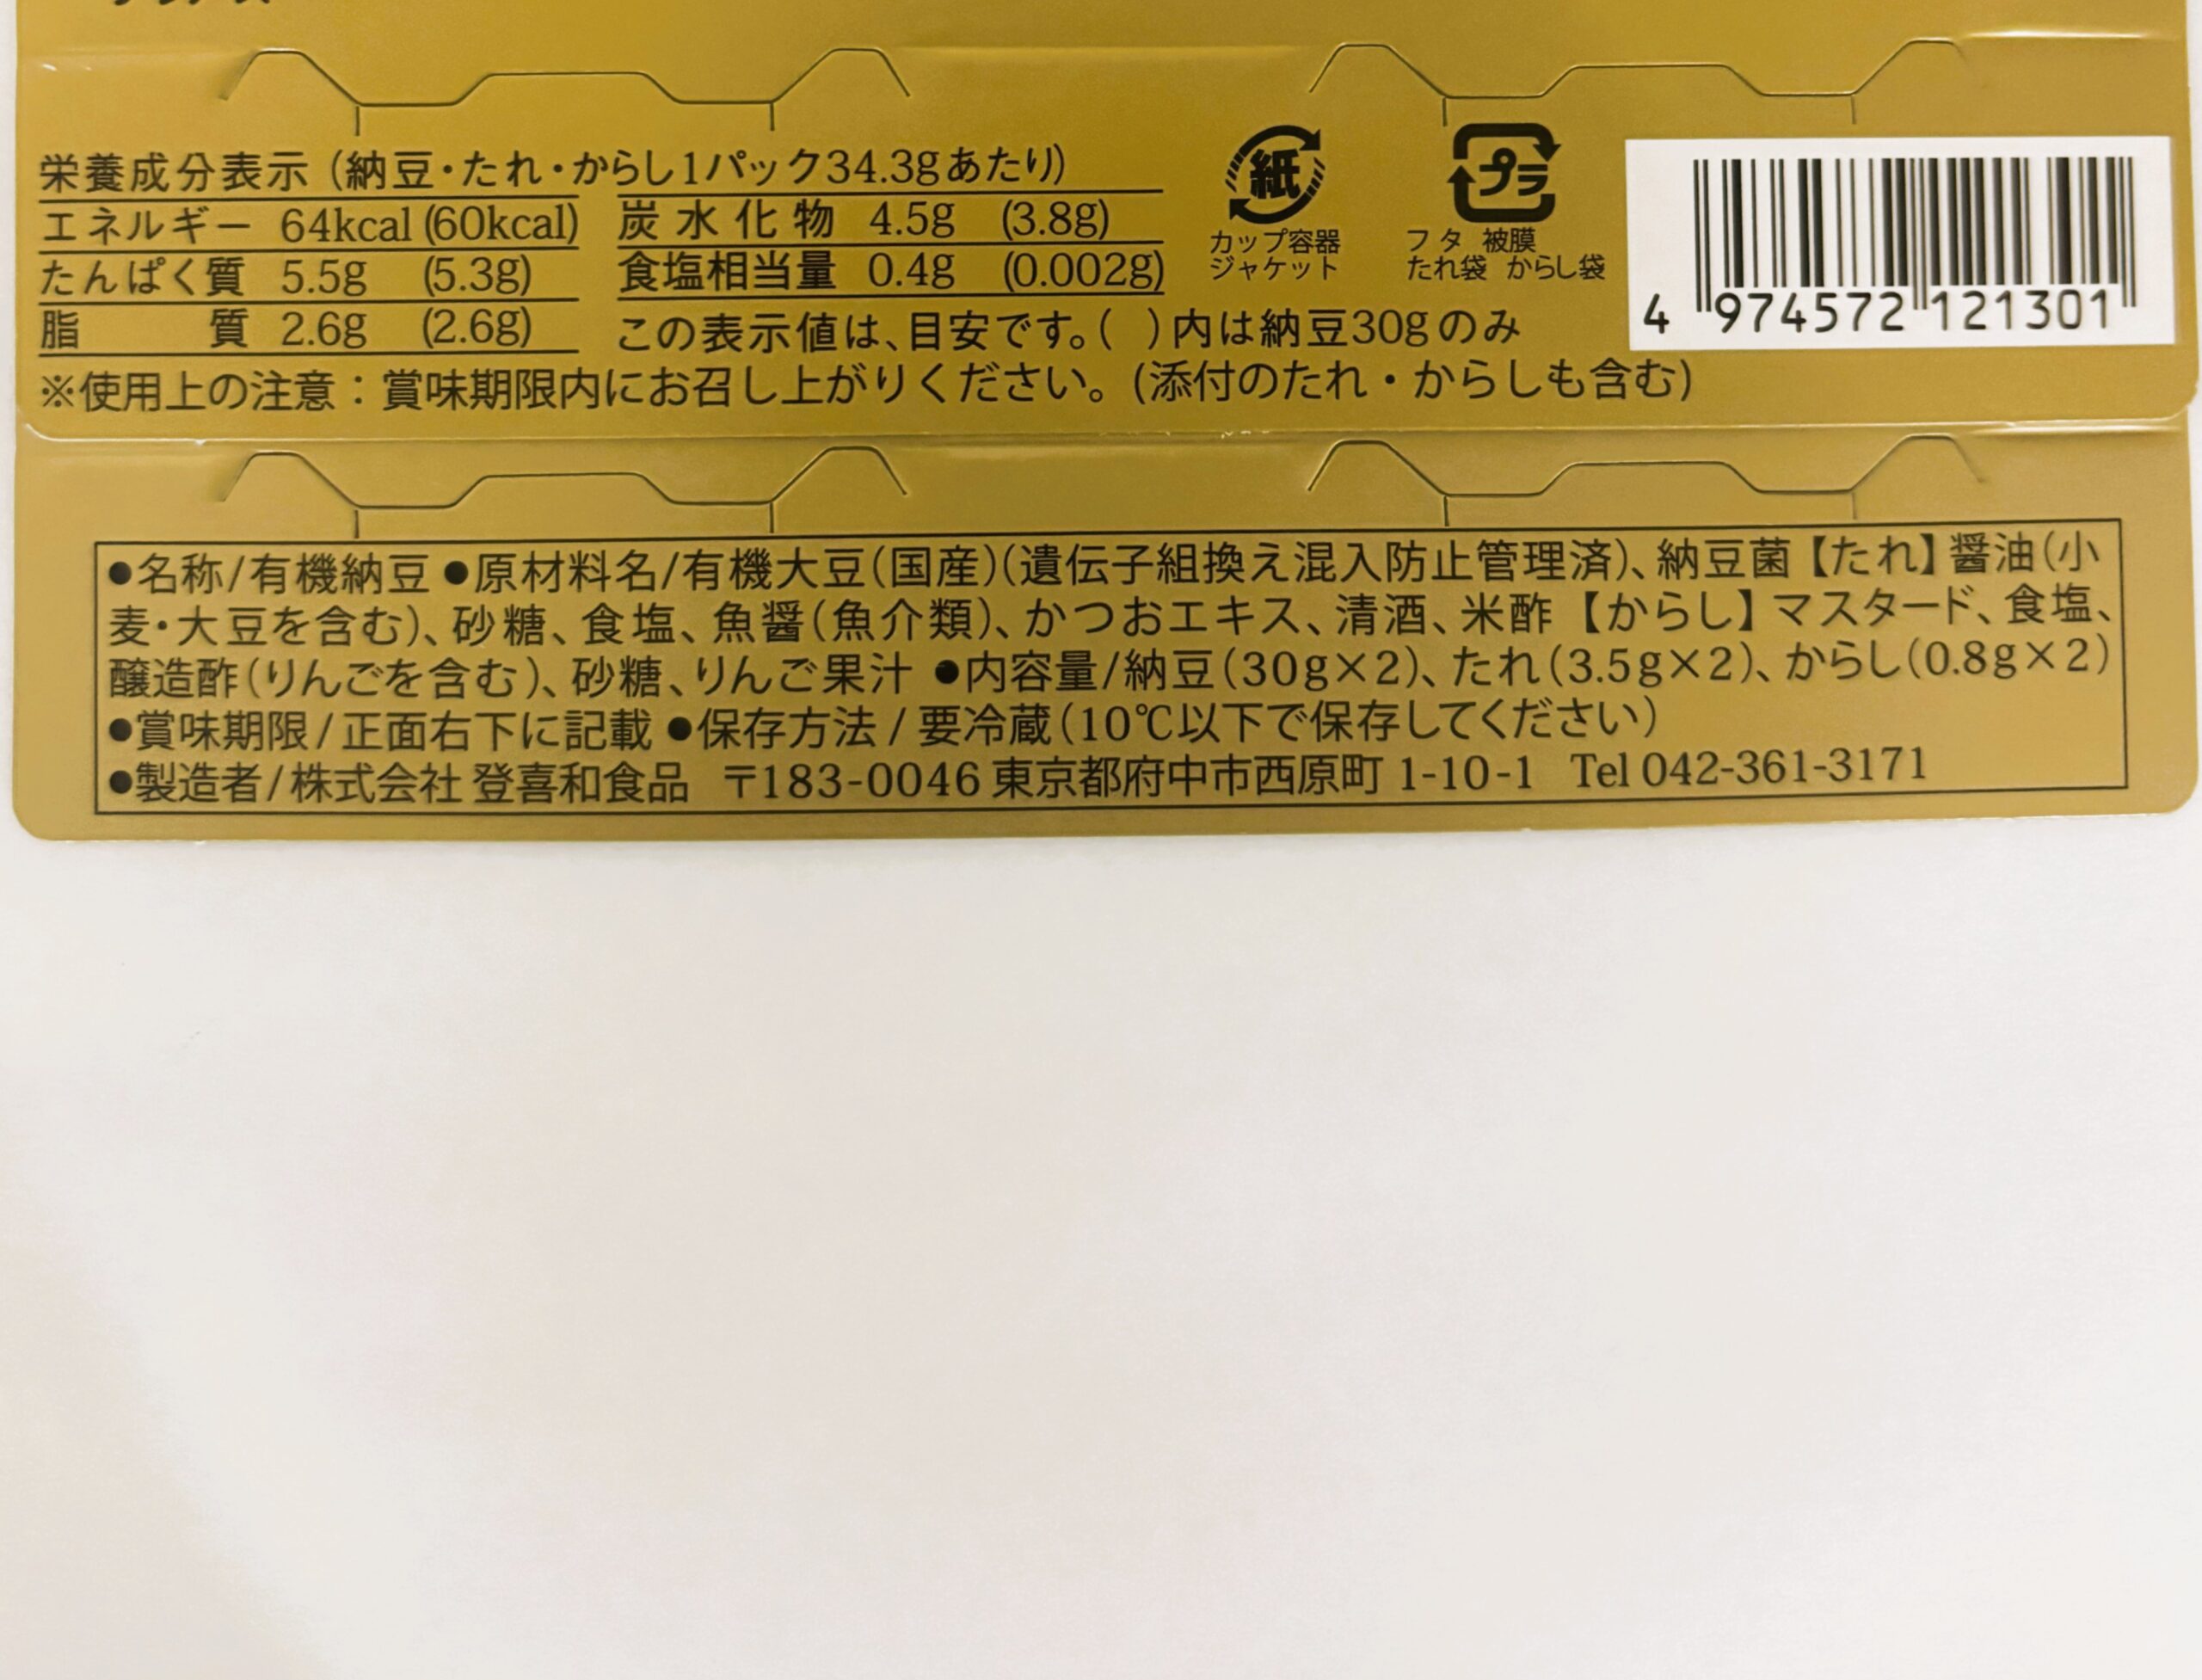 栄養成分表示（納豆・たれ・からし1パック34.3gあたり）
エネルギー 64kcal (60kcal) 炭水化物 4.5g (3.8g)
たんぱく質 5.5g (5.3g) 食塩相当量 0.4g (0.002g)
脂質 2.6g (2.6g) この表示値は、目安です。( )内は納豆30gのみ
※使用上の注意：賞味期限内にお召し上がりください。(添付のたれ・からしも含む)
紙
カップ容器
ジャケット
プラ
フタ 被膜
たれ袋 からし袋
4 974572 121301
●名称/有機納豆 ●原材料名/有機大豆(国産)(遺伝子組換え混入防止管理済)、納豆菌【たれ】醤油(小
麦・大豆を含む)、砂糖、食塩、魚醤(魚介類)、かつおエキス、清酒、米酢【からし】マスタード、食塩、
醸造酢(りんごを含む)、砂糖、りんご果汁 ●内容量/納豆(30g×2)、たれ(3.5g×2)、からし(0.8g×2)
●賞味期限/正面右下に記載 ●保存方法/要冷蔵(10℃以下で保存してください)
●製造者/株式会社 登喜和食品 〒183-0046 東京都府中市西原町 1-10-1 Tel 042-361-3171